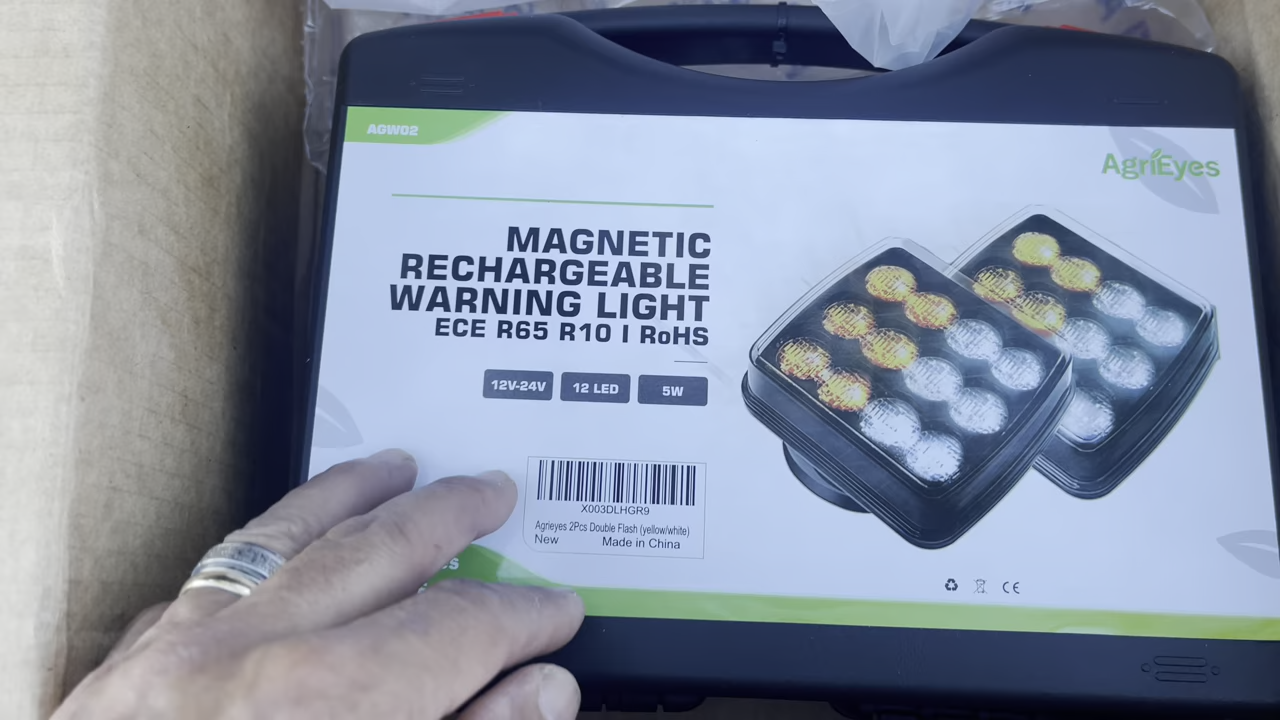 AGW02
AgriEyes
MAGNETIC
RECHARGEABLE
WARNING LIGHT
ECE R65 R10 | RoHS
12V-24V 12 LED 5W
X003DLHGR9
Agrieyes 2Pcs Double Flash (yellow/white)
New Made in China
es
CE